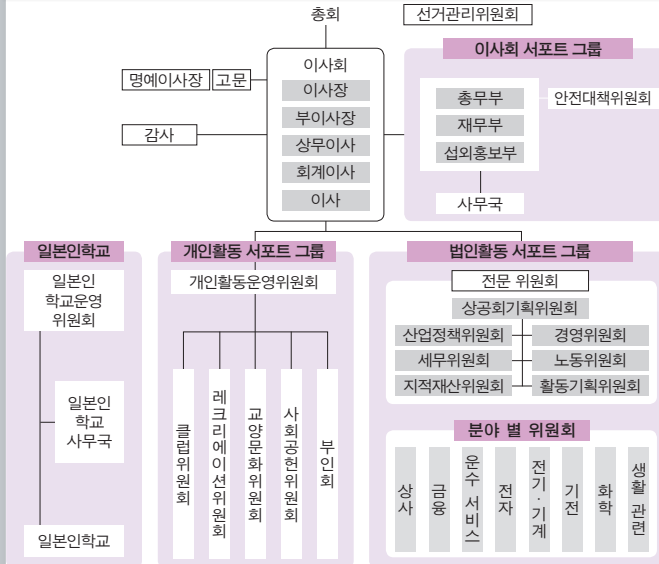 총회
선거관리위원회
이사회
이사장
부이사장
상무이사
회계이사
이사
명예이사장
고문
감사
이사회 서포트 그룹
총무부
재무부
섭외홍보부
안전대책위원회
사무국
일본인학교
일본인
학교운영
위원회
일본인
학교
사무국
일본인학교
개인활동 서포트 그룹
개인활동운영위원회
클럽위원회
레크리에이션위원회
교양문화위원회
사회공헌위원회
부인회
법인활동 서포트 그룹
전문 위원회
상공회기획위원회
산업정책위원회
경영위원회
세무위원회
노동위원회
지적재산위원회
활동기획위원회
분야 별 위원회
상사
금융
운수 서비스
전자
전기·기계
기전
화학
생활 관련